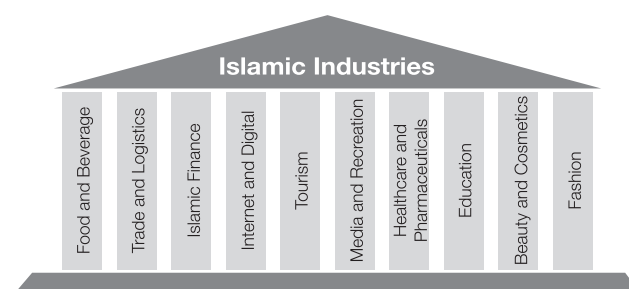 Islamic Industries
Food and Beverage
Trade and Logistics
Islamic Finance
Internet and Digital
Tourism
Media and Recreation
Healthcare and
Pharmaceuticals
Education
Beauty and Cosmetics
Fashion